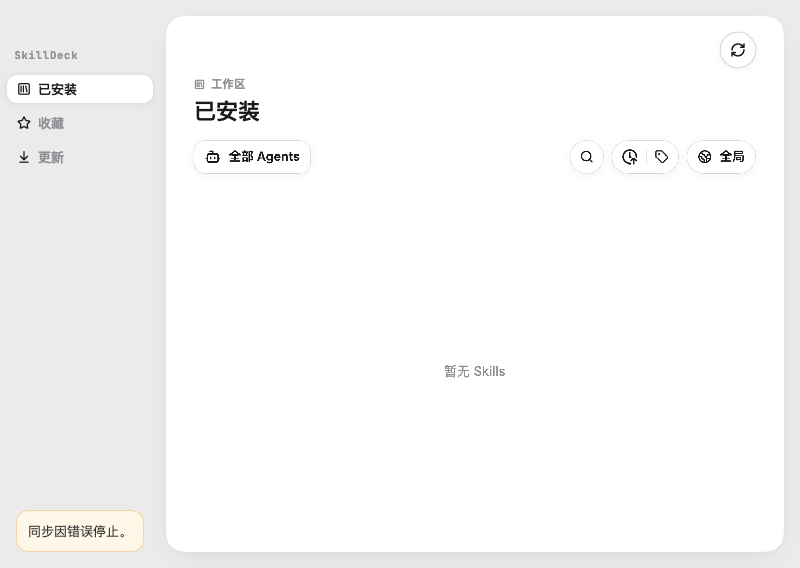 SkillDeck
已安装
收藏
更新
工作区
已安装
全部 Agents
全局
暂无 Skills
同步因错误停止。